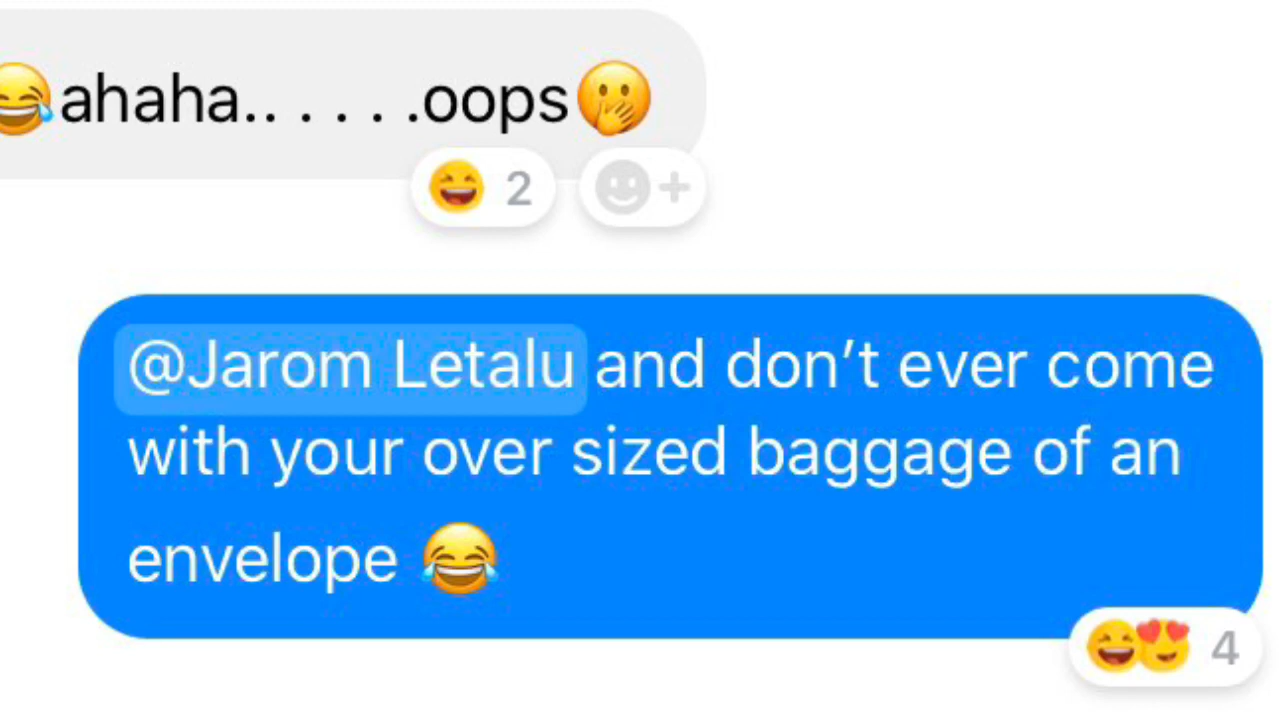 😂ahaha.. . . . .oops🤭
😄 2
@Jarom Letalu and don’t ever come
with your over sized baggage of an
envelope 😂
😄😍 4